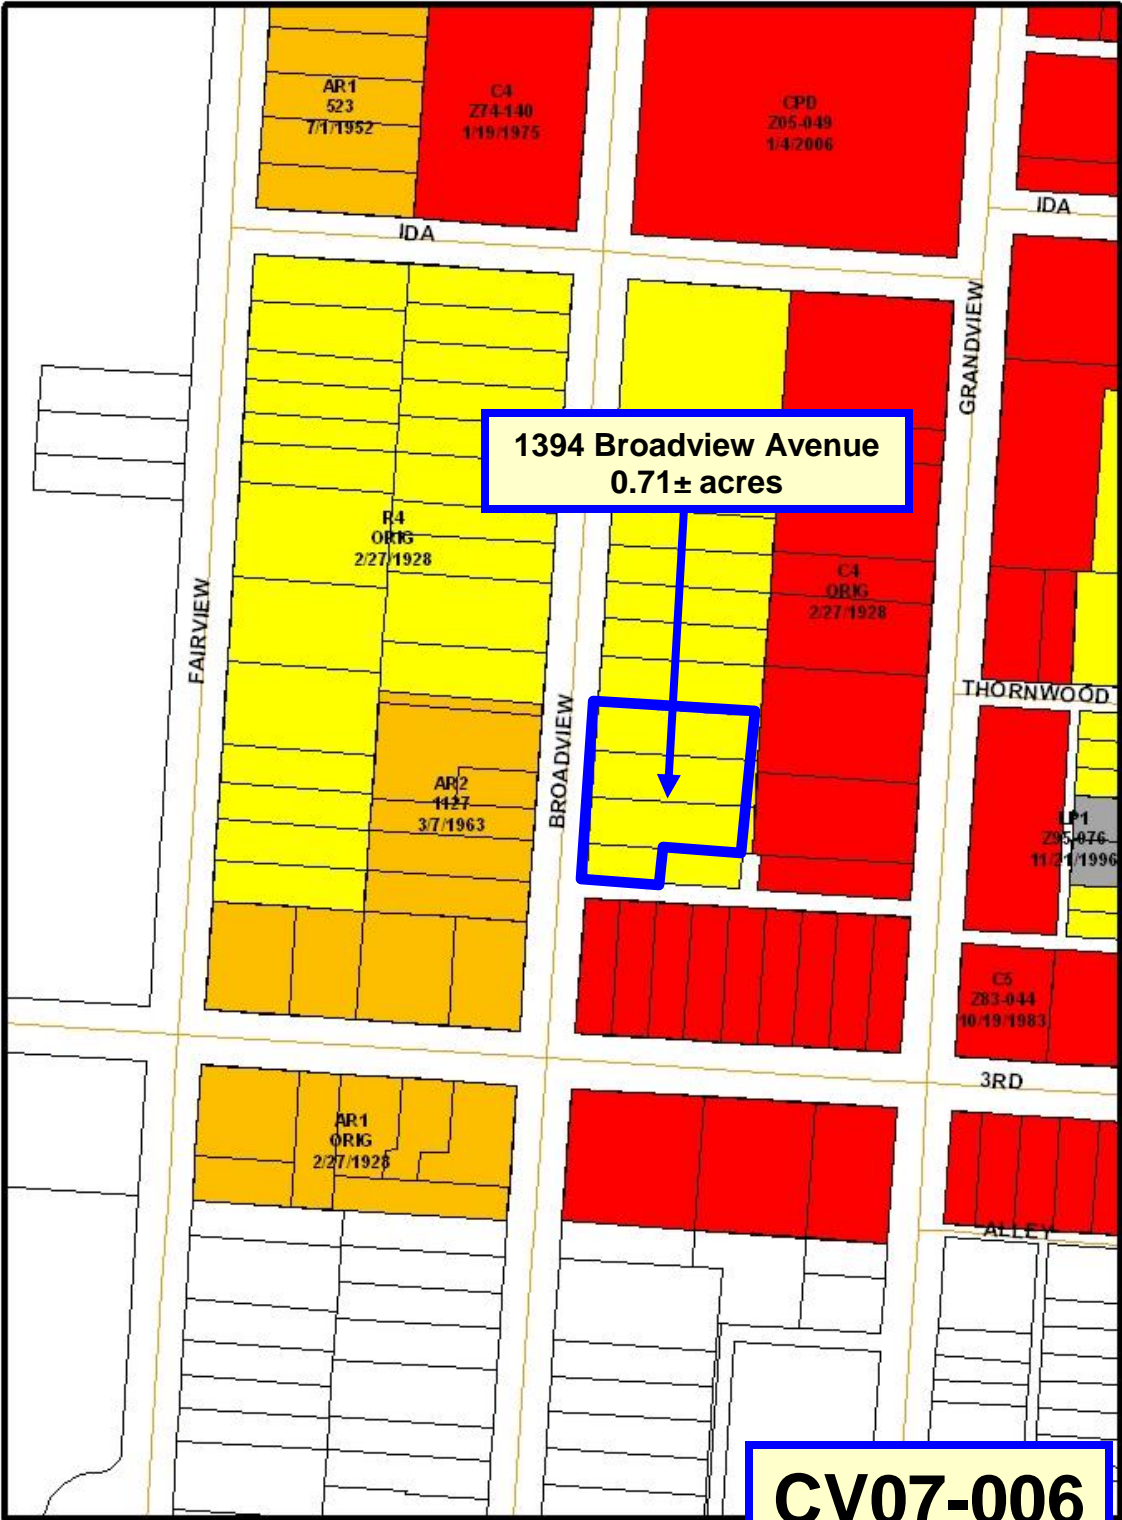 AR1
523
7/1/1952
C4
Z74-140
1/19/1975
CPD
Z05-049
1/4/2006
IDA
IDA
GRANDVIEW
1394 Broadview Avenue
0.71± acres
R4
ORIG
2/27/1928
C4
ORIG
2/27/1928
FAIRVIEW
THORNWOOD
BROADVIEW
AR2
1127
3/7/1963
LP1
Z95-076
11/21/1996
C5
Z83-044
10/19/1983
3RD
AR1
ORIG
2/27/1928
ALLEY
CV07-006